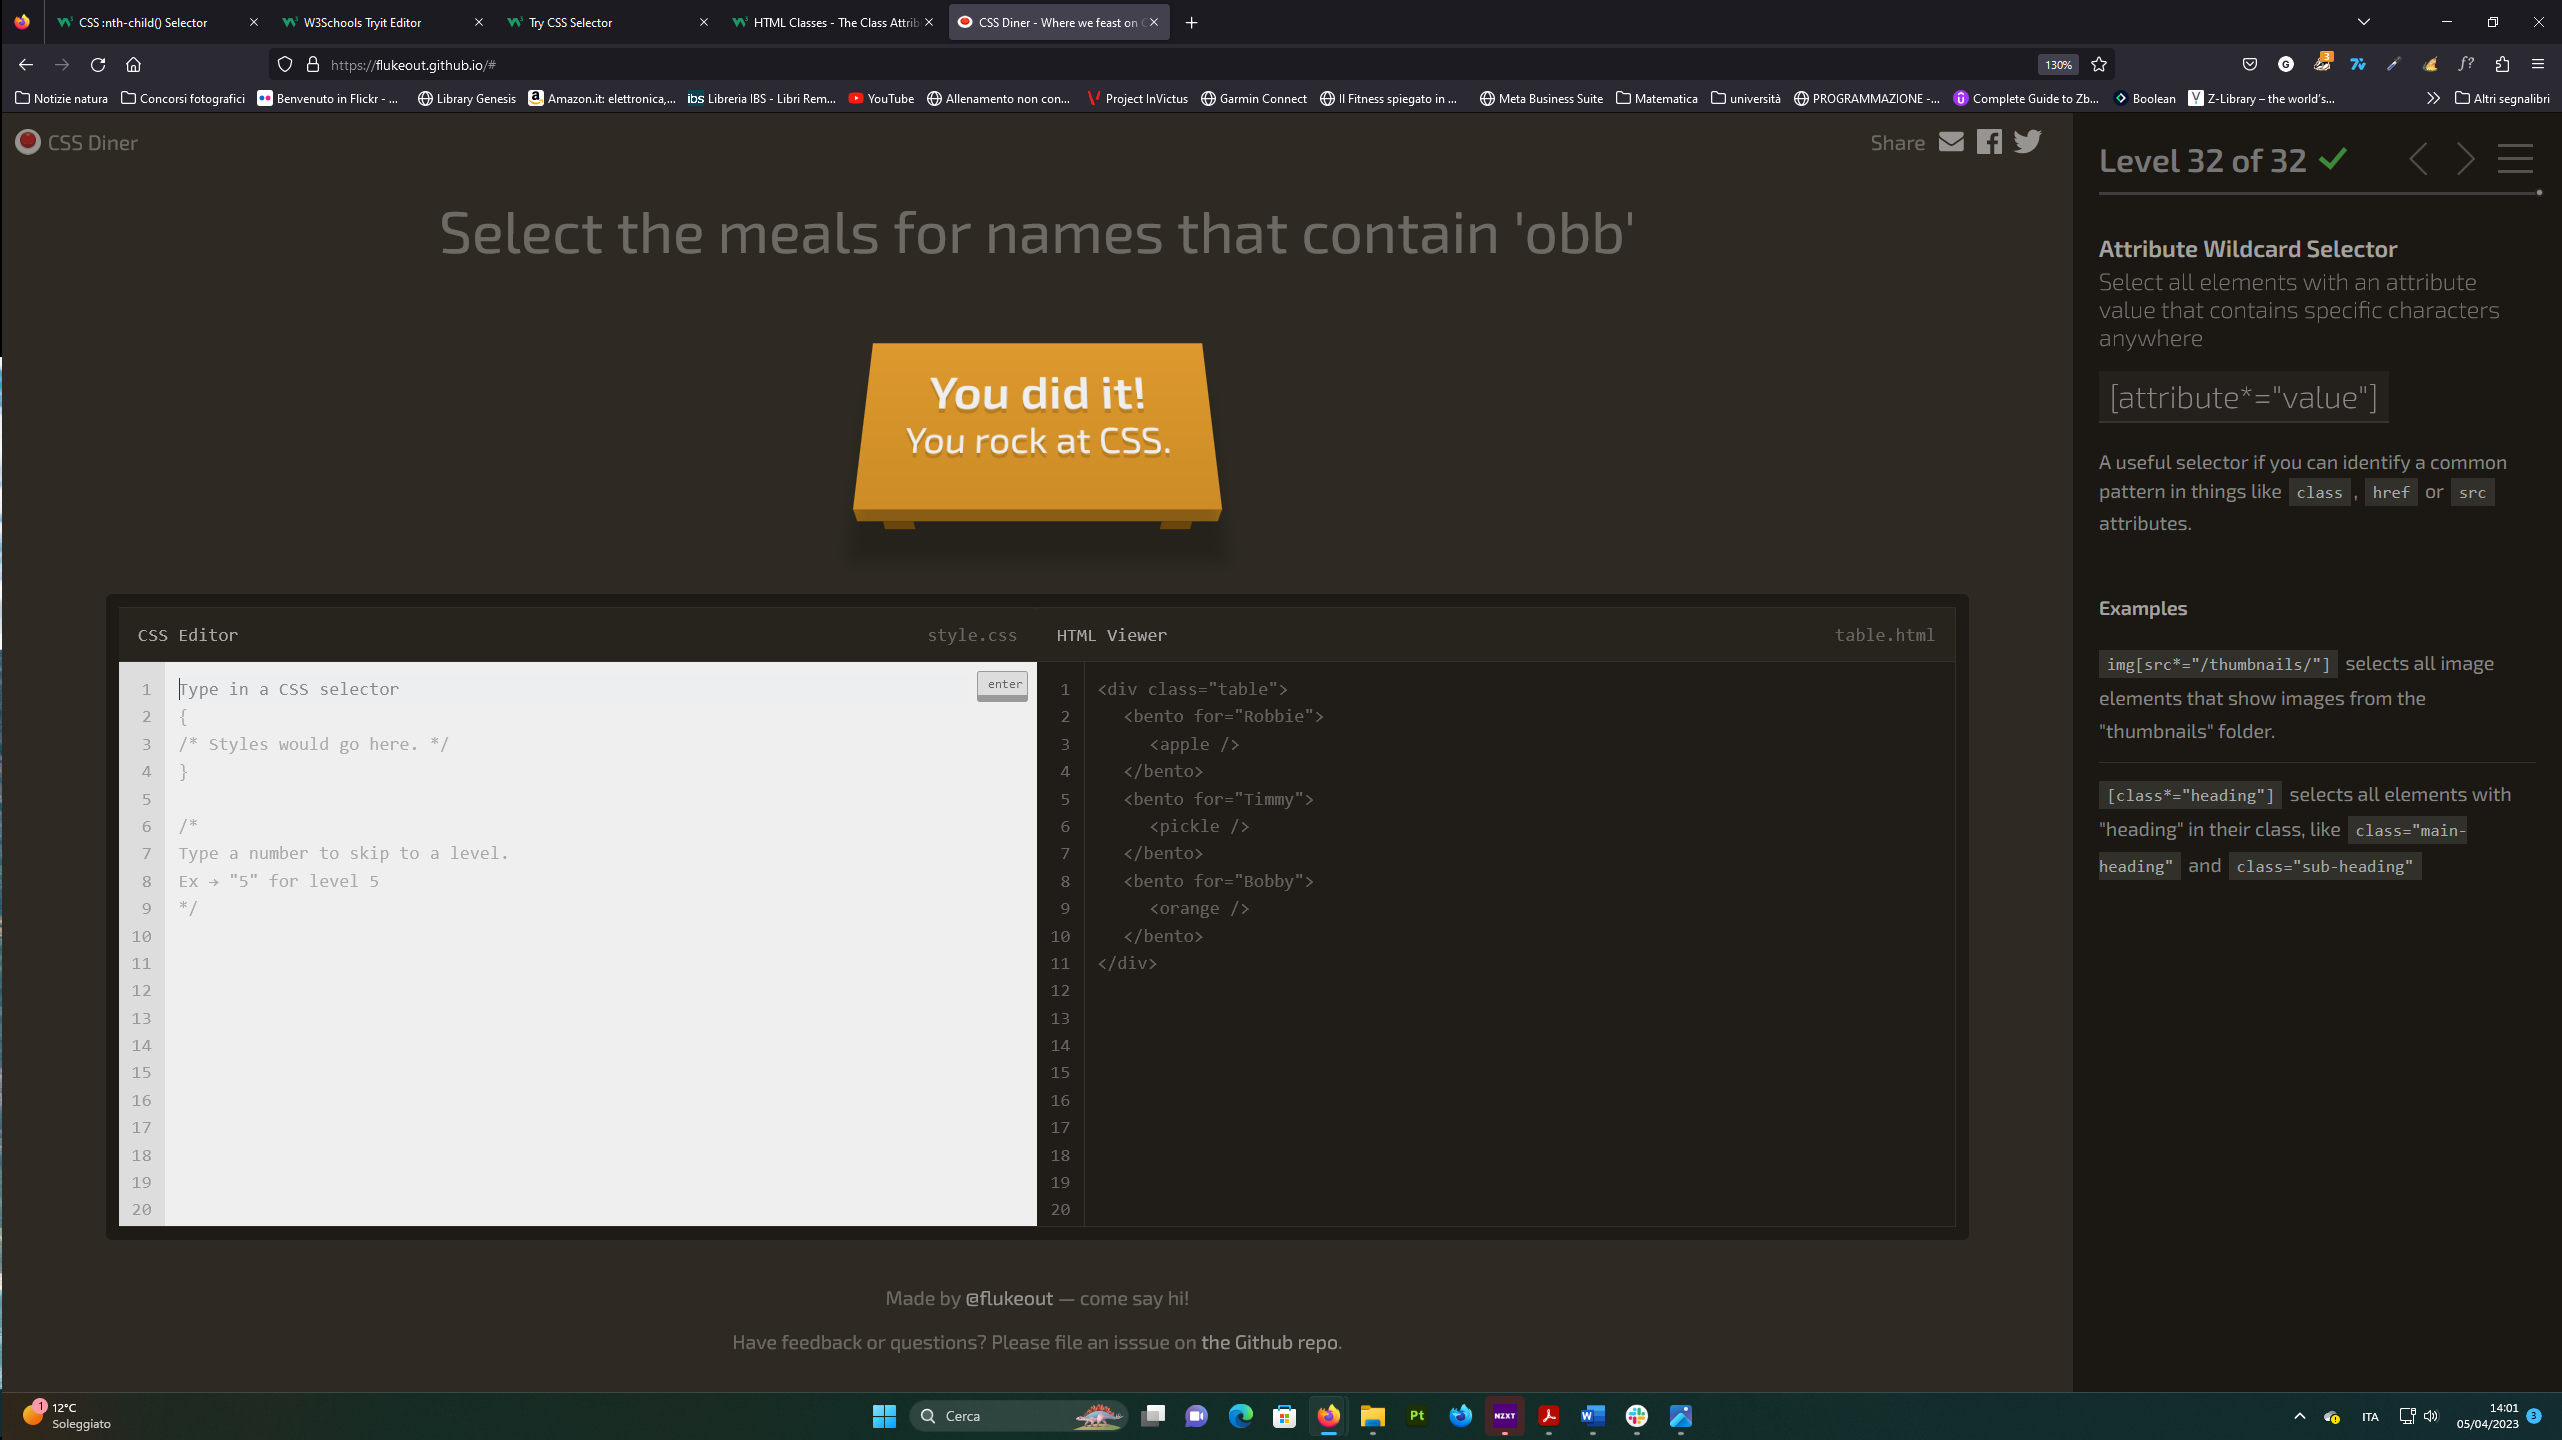 CSS :nth-child() Selector
W3Schools Tryit Editor
Try CSS Selector
HTML Classes - The Class Attrib
CSS Diner - Where we feast on C
https://flukeout.github.io/#
130%
Notizie natura
Concorsi fotografici
Benvenuto in Flickr - ...
Library Genesis
Amazon.it: elettronica,...
ibs Libreria IBS - Libri Rem...
YouTube
Allenamento non con...
Project InVictus
Garmin Connect
Il Fitness spiegato in ...
Meta Business Suite
Matematica
università
PROGRAMMAZIONE -...
Complete Guide to Zb...
Boolean
Z-Library – the world's...
Altri segnalibri
CSS Diner
Share
Select the meals for names that contain 'obb'
You did it!
You rock at CSS.
CSS Editor
style.css
1 Type in a CSS selector
enter
2 {
3 /* Styles would go here. */
4 }
5
6 /*
7 Type a number to skip to a level.
8 Ex → "5" for level 5
9 */
10
11
12
13
14
15
16
17
18
19
20
HTML Viewer
table.html
1 <div class="table">
2 <bento for="Robbie">
3 <apple />
4 </bento>
5 <bento for="Timmy">
6 <pickle />
7 </bento>
8 <bento for="Bobby">
9 <orange />
10 </bento>
11 </div>
12
13
14
15
16
17
18
19
20
Made by @flukeout — come say hi!
Have feedback or questions? Please file an isssue on the Github repo.
Level 32 of 32
Attribute Wildcard Selector
Select all elements with an attribute
value that contains specific characters
anywhere
[attribute*="value"]
A useful selector if you can identify a common
pattern in things like class , href or src
attributes.
Examples
img[src*="/thumbnails/"] selects all image
elements that show images from the
"thumbnails" folder.
[class*="heading"] selects all elements with
"heading" in their class, like class="main-
heading" and class="sub-heading"
1
12°C
Soleggiato
Cerca
Pt
NZXT
ITA
14:01
05/04/2023
3